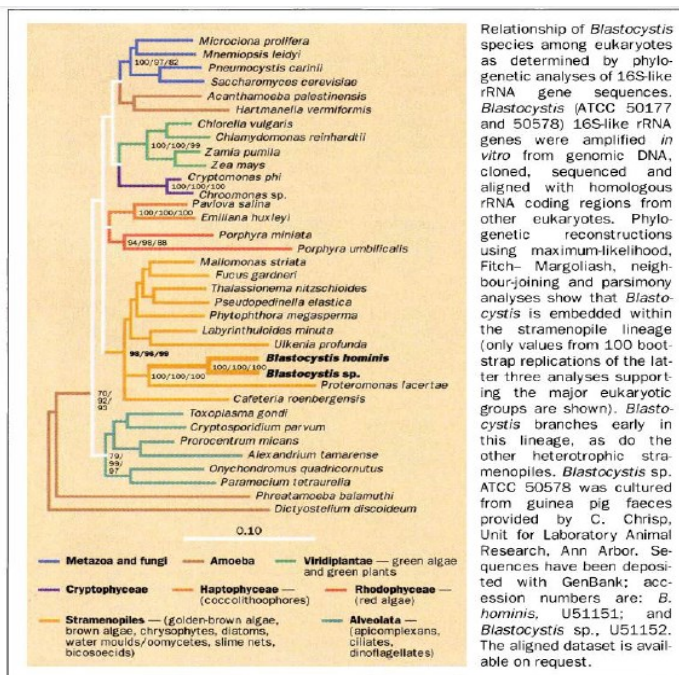 Microciona prolifera
Mnemiopsis leidyi
100/97/82
Pneumocystis carinii
Saccharomyces cerevisiae
Acanthamoeba palestinensis
Hartmanella vermiformis
Chlorella vulgaris
Chlamydomonas reinhardtii
100/100/99
Zamia pumila
Zea mays
Cryptomonas phi
100/100/100
Chroomonas sp.
Pavlova salina
100/100/100
Emiliana huxleyi
Porphyra miniata
94/98/88
Porphyra umbilicalis
Mallomonas striata
Fucus gardneri
Thalassionema nitzschioides
Pseudopedinella elastica
Phytophthora megasperma
Labyrinthuloides minuta
Ulkenia profunda
98/96/99
Blastocystis hominis
100/100/100
Blastocystis sp.
100/100/100
Proteromonas lacertae
Cafeteria roenbergensis
70/
92/
93
Toxoplasma gondi
Cryptosporidium parvum
Prorocentrum micans
Alexandrium tamarense
79/
99/
97
Onychondromus quadricornutus
Paramecium tetraurelia
Phreatamoeba balamuthi
Dictyostelium discoideum
0.10
Metazoa and fungi
Amoeba
Viridiplantae — green algae
and green plants
Cryptophyceae
Haptophyceae —
(coccolithoophores)
Rhodophyceae —
(red algae)
Stramenopiles — (golden-brown algae,
brown algae, chrysophytes, diatoms,
water moulds/oomycetes, slime nets,
bicosoecids)
Alveolata —
(apicomplexans,
ciliates,
dinoflagellates)
Relationship of Blastocystis
species among eukaryotes
as determined by phylo-
genetic analyses of 16S-like
rRNA gene sequences.
Blastocystis (ATCC 50177
and 50578) 16S-like rRNA
genes were amplified in
vitro from genomic DNA,
cloned, sequenced and
aligned with homologous
rRNA coding regions from
other eukaryotes. Phylo-
genetic reconstructions
using maximum-likelihood,
Fitch– Margoliash, neigh-
bour-joining and parsimony
analyses show that Blasto-
cystis is embedded within
the stramenopile lineage
(only values from 100 boot-
strap replications of the lat-
ter three analyses support-
ing the major eukaryotic
groups are shown). Blasto-
cystis branches early in
this lineage, as do the
other heterotrophic stra-
menopiles. Blastocystis sp.
ATCC 50578 was cultured
from guinea pig faeces
provided by C. Chrisp,
Unit for Laboratory Animal
Research, Ann Arbor. Se-
quences have been deposi-
ted with GenBank; acc-
ession numbers are: B.
hominis, U51151; and
Blastocystis sp., U51152.
The aligned dataset is avail-
able on request.